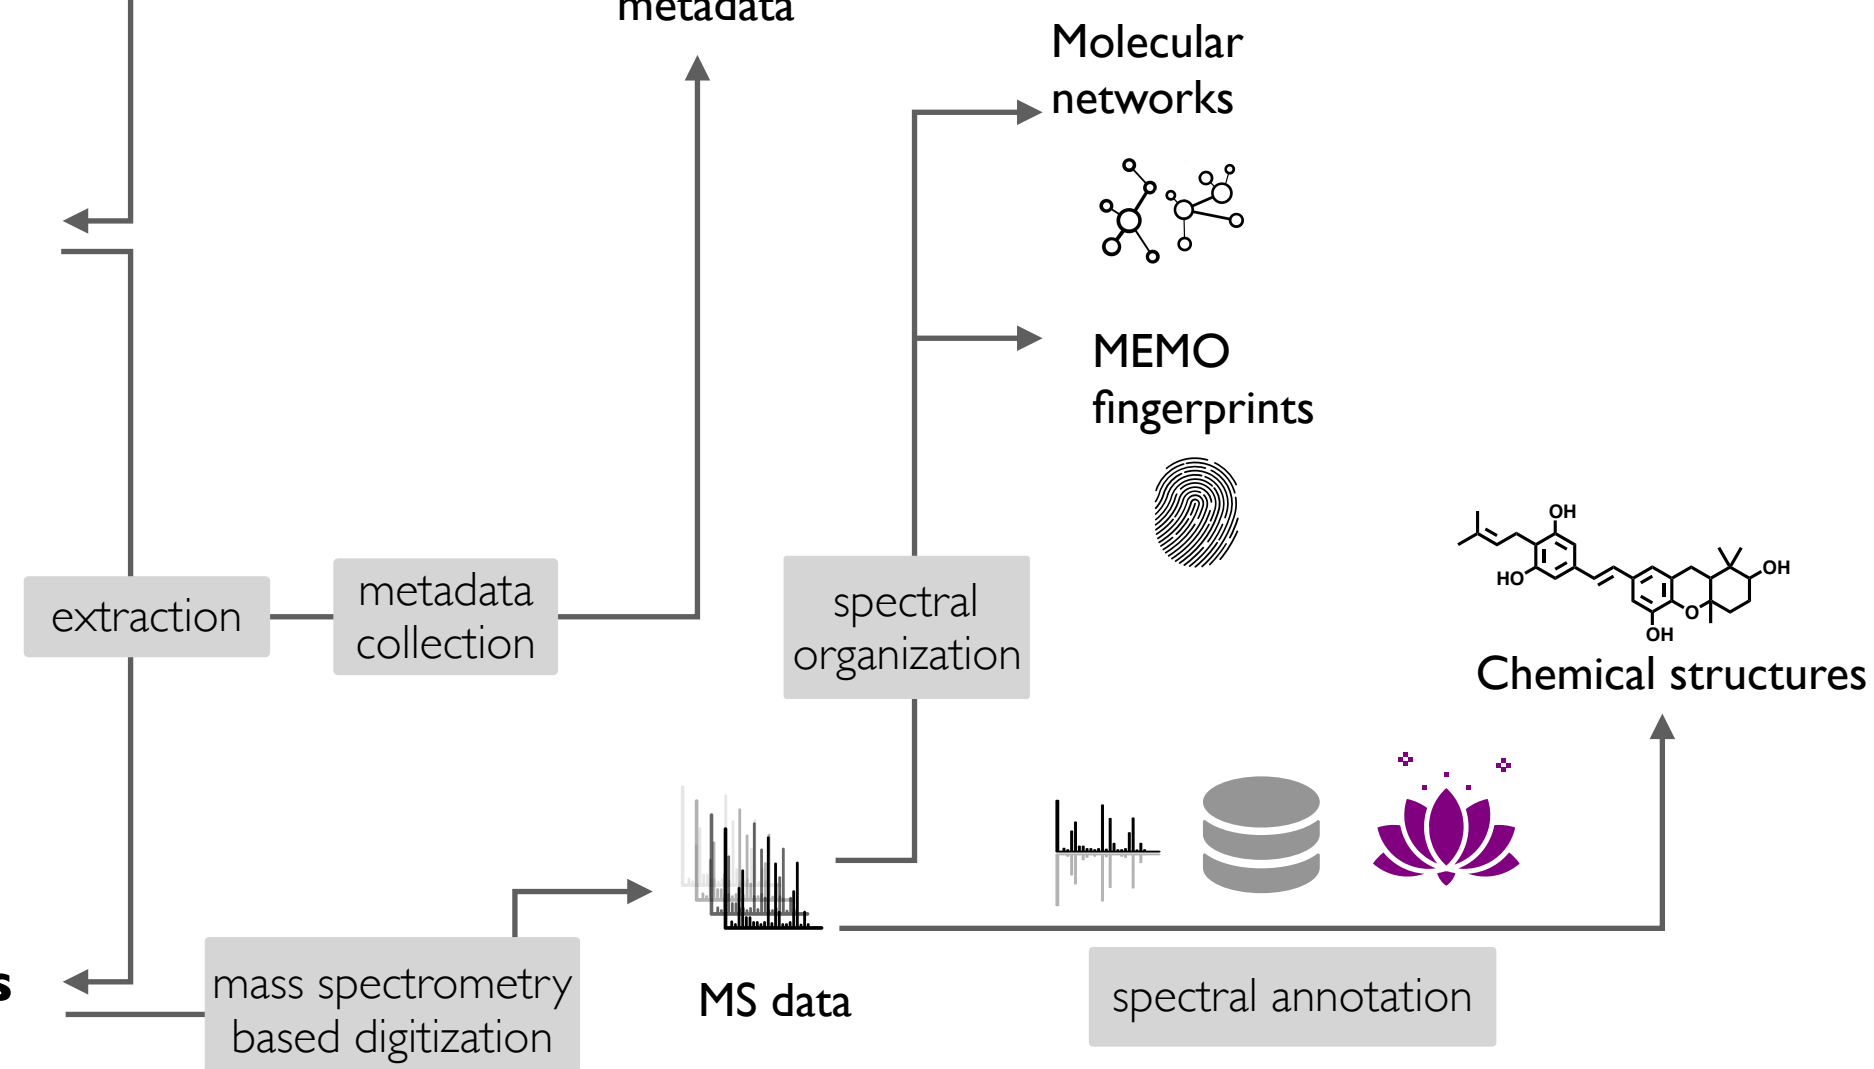 metadata
Molecular
networks
MEMO
fingerprints
OH
HO
OH
O
OH
Chemical structures
extraction
metadata
collection
spectral
organization
s
mass spectrometry
based digitization
MS data
spectral annotation